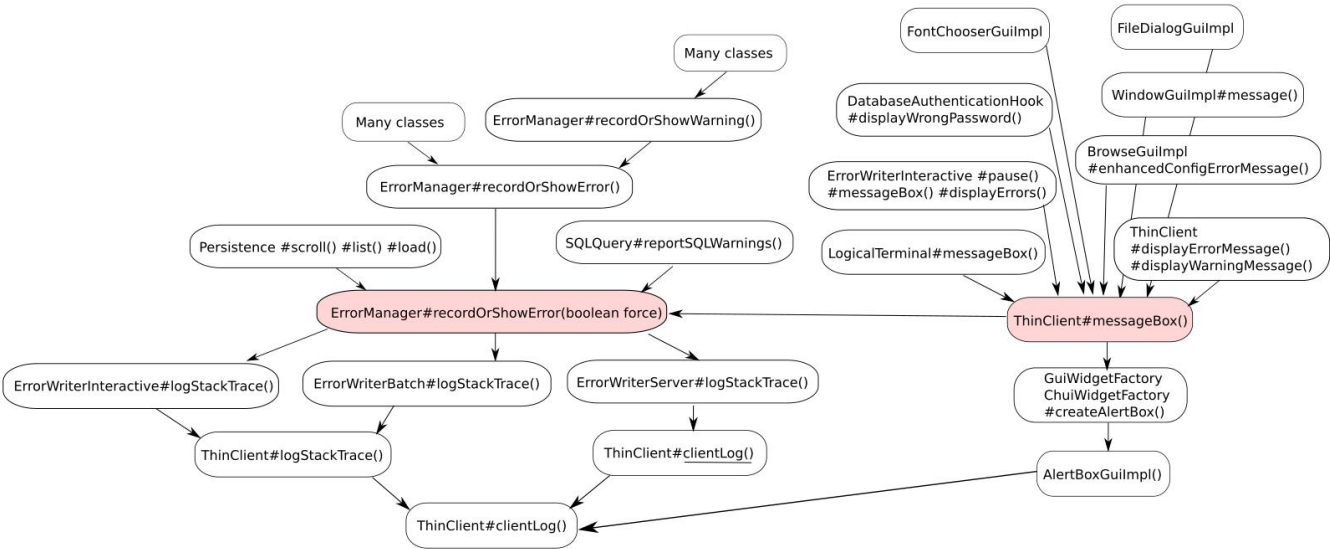 FontChooserGuiImpl
FileDialogGuiImpl
Many classes
DatabaseAuthenticationHook
#displayWrongPassword()
WindowGuiImpl#message()
Many classes
ErrorManager#recordOrShowWarning()
BrowseGuiImpl
#enhancedConfigErrorMessage()
ErrorManager#recordOrShowError()
ErrorWriterInteractive #pause()
#messageBox() #displayErrors()
Persistence #scroll() #list() #load()
SQLQuery#reportSQLWarnings()
LogicalTerminal#messageBox()
ThinClient
#displayErrorMessage()
#displayWarningMessage()
ErrorManager#recordOrShowError(boolean force)
ThinClient#messageBox()
ErrorWriterInteractive#logStackTrace()
ErrorWriterBatch#logStackTrace()
ErrorWriterServer#logStackTrace()
GuiWidgetFactory
ChuiWidgetFactory
#createAlertBox()
ThinClient#logStackTrace()
ThinClient#clientLog()
AlertBoxGuiImpl()
ThinClient#clientLog()